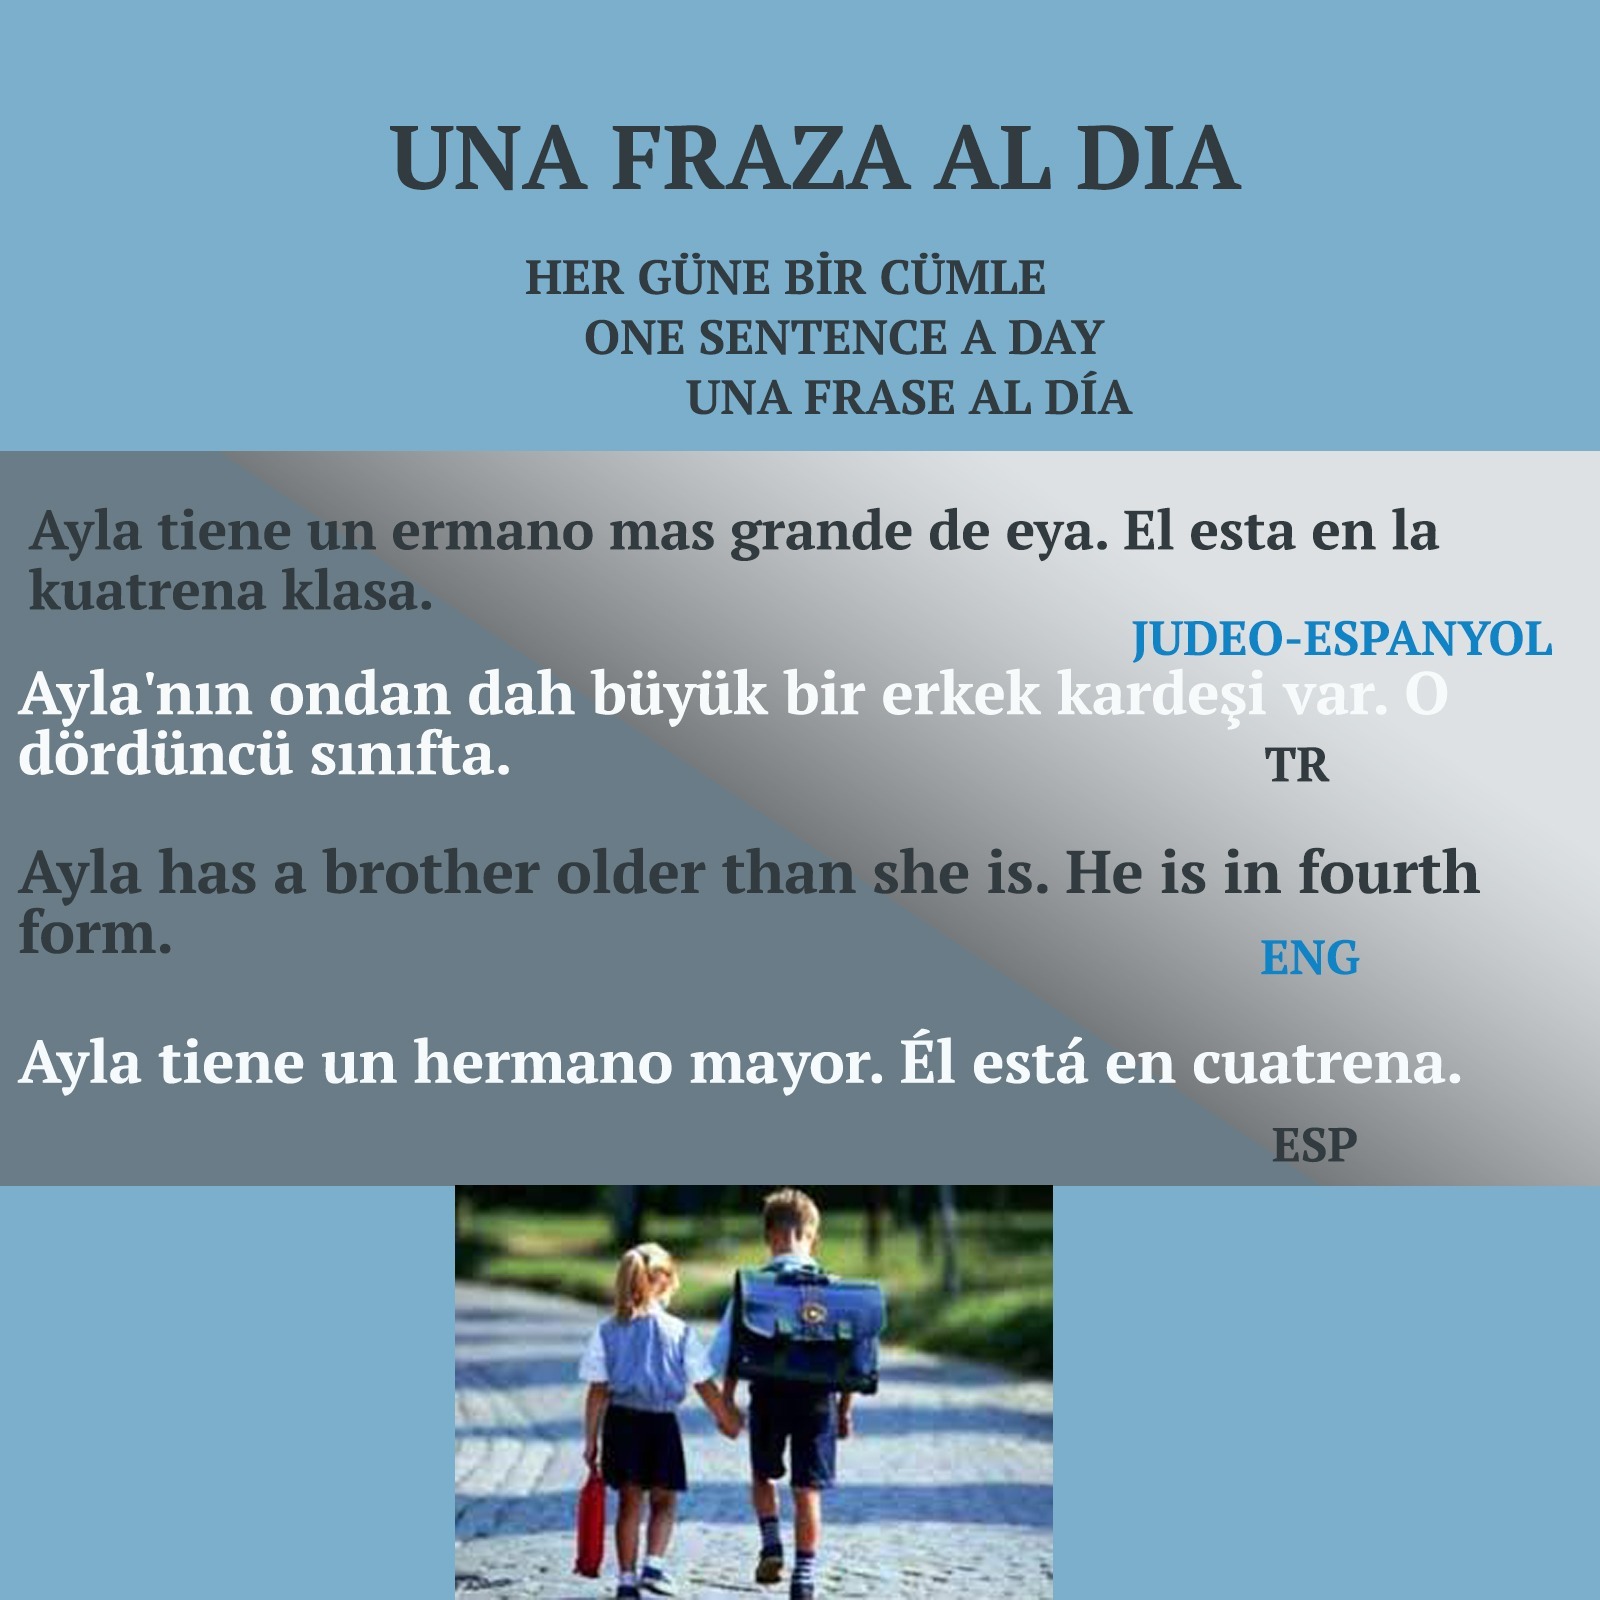 UNA FRAZA AL DIA
HER GÜNE BİR CÜMLE
ONE SENTENCE A DAY
UNA FRASE AL DÍA
Ayla tiene un ermano mas grande de eya. El esta en la
kuatrena klasa.
JUDEO-ESPANYOL
Ayla'nın ondan dah büyük bir erkek kardeşi var. O
dördüncü sınıfta.
TR
Ayla has a brother older than she is. He is in fourth
form.
ENG
Ayla tiene un hermano mayor. Él está en cuatrena.
ESP